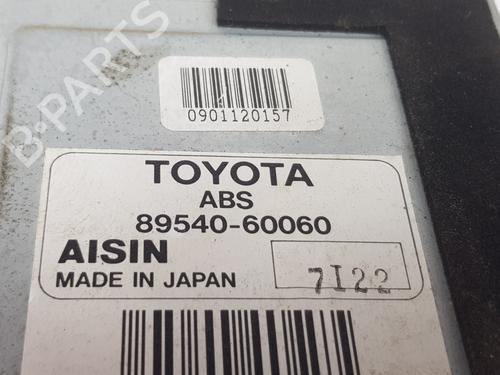 B-PARTS
0901120157
TOYOTA
ABS
89540-60060
AISIN
MADE IN JAPAN
7I22